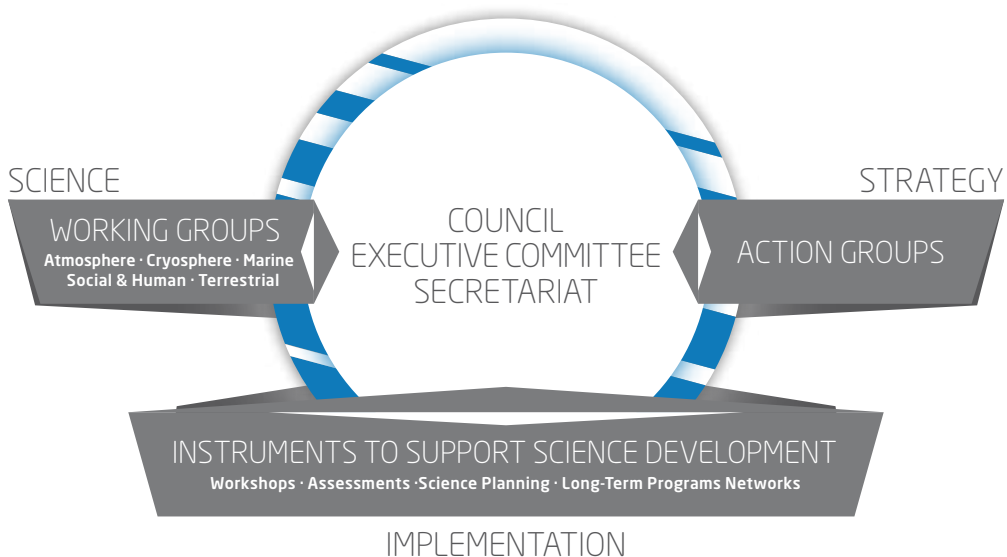 SCIENCE
WORKING GROUPS
Atmosphere · Cryosphere · Marine
Social & Human · Terrestrial
COUNCIL
EXECUTIVE COMMITTEE
SECRETARIAT
STRATEGY
ACTION GROUPS
INSTRUMENTS TO SUPPORT SCIENCE DEVELOPMENT
Workshops · Assessments ·Science Planning · Long-Term Programs Networks
IMPLEMENTATION